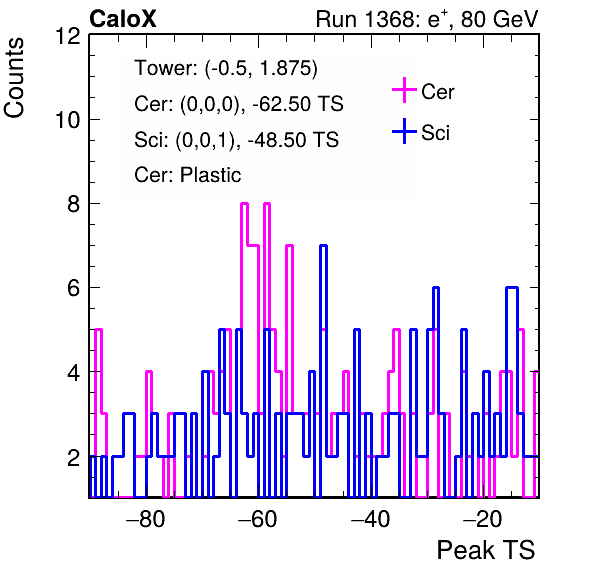 CaloX Run 1368: e+, 80 GeV
Counts
12
10
8
6
4
2
Tower: (-0.5, 1.875)
Cer: (0,0,0), -62.50 TS
Sci: (0,0,1), -48.50 TS
Cer: Plastic
Cer
Sci
−80 −60 −40 −20
Peak TS